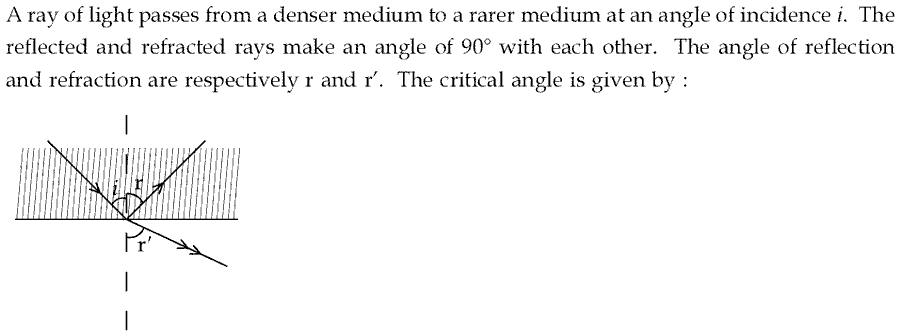 A ray of light passes from a denser medium to a rarer medium at an angle of incidence i. The
reflected and refracted rays make an angle of 90° with each other. The angle of reflection
and refraction are respectively r and r′. The critical angle is given by :
i r
r′